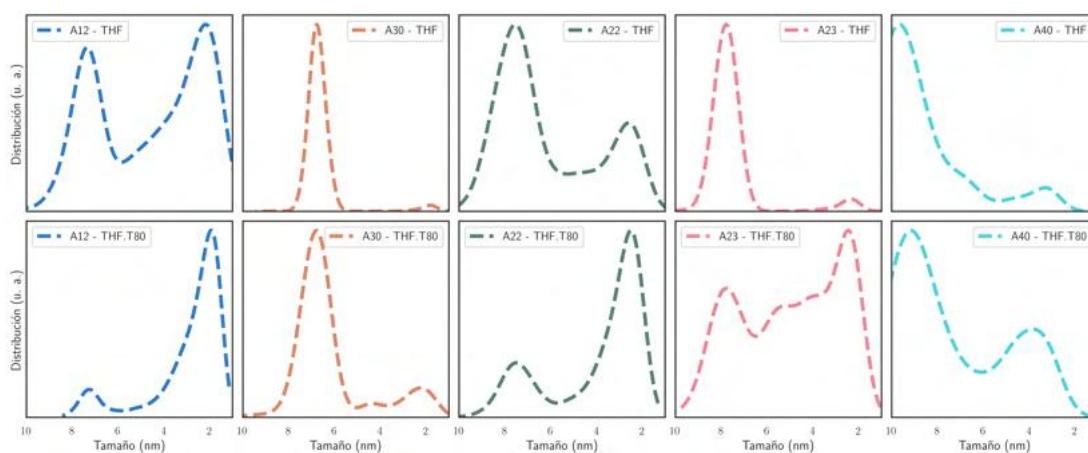 A12 - THF
A30 - THF
A22 - THF
A23 - THF
A40 - THF
Distribución (u. a.)
A12 - THF.T80
A30 - THF.T80
A22 - THF.T80
A23 - THF.T80
A40 - THF.T80
Distribución (u. a.)
10 8 6 4 2
10 8 6 4 2
10 8 6 4 2
10 8 6 4 2
10 8 6 4 2
Tamaño (nm)
Tamaño (nm)
Tamaño (nm)
Tamaño (nm)
Tamaño (nm)